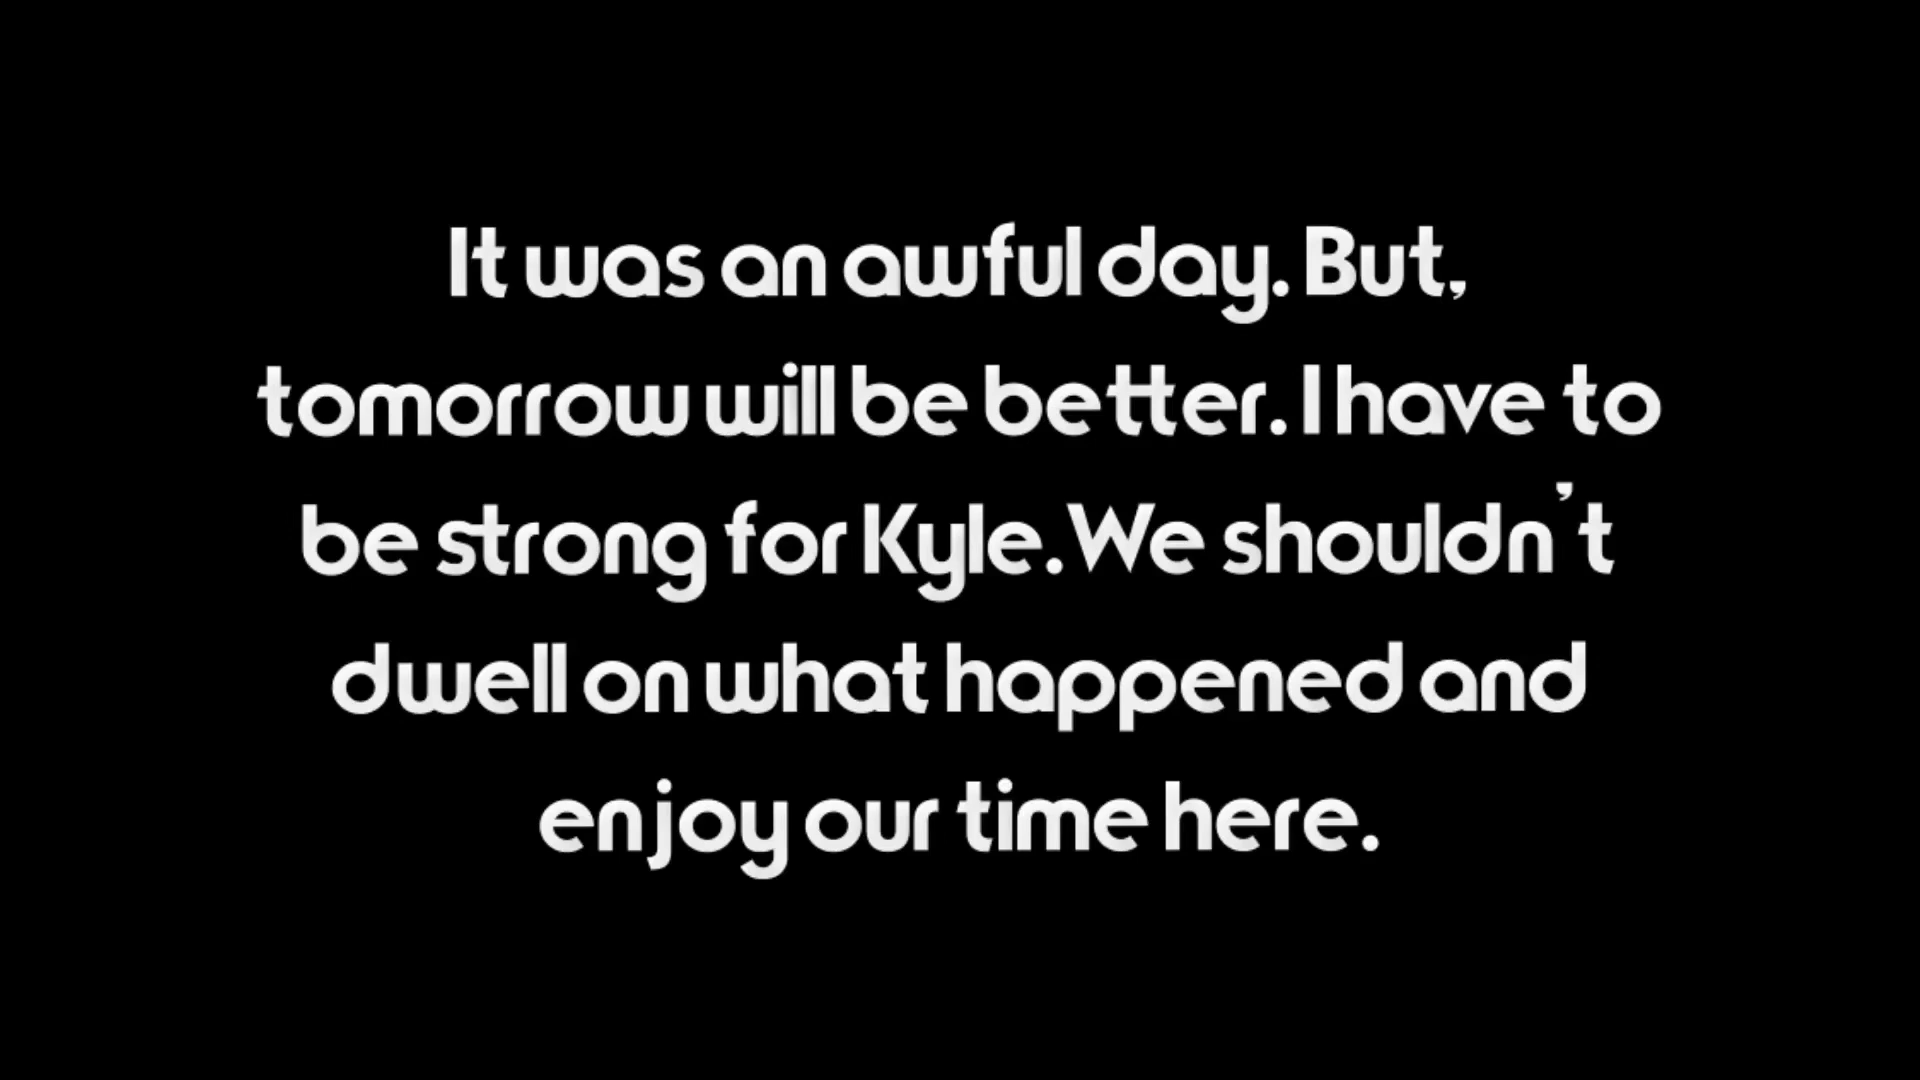 It was an awful day. But,
tomorrow will be better. I have to
be strong for Kyle. We shouldn't
dwell on what happened and
enjoy our time here.